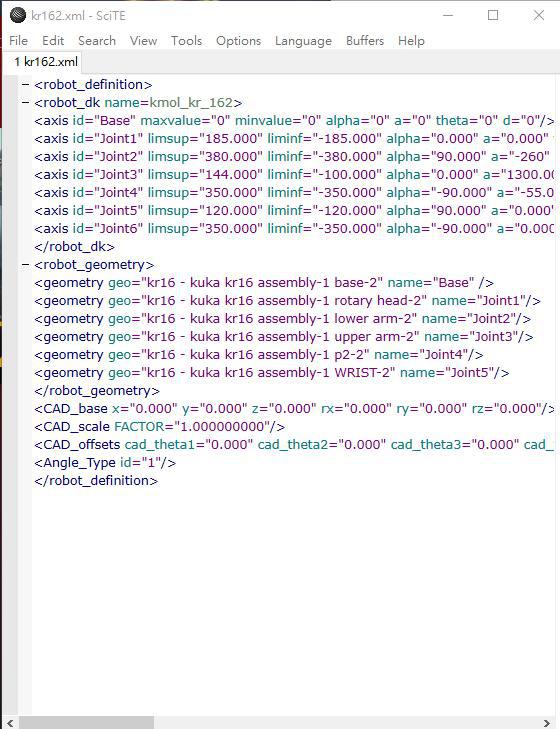 kr162.xml - SciTE
File Edit Search View Tools Options Language Buffers Help
1 kr162.xml
<robot_definition>
<robot_dk name=kmol_kr_162>
<axis id="Base" maxvalue="0" minvalue="0" alpha="0" a="0" theta="0" d="0"/>
<axis id="Joint1" limsup="185.000" liminf="-185.000" alpha="0.000" a="0.000"
<axis id="Joint2" limsup="380.000" liminf="-380.000" alpha="90.000" a="-260"
<axis id="Joint3" limsup="144.000" liminf="-100.000" alpha="0.000" a="1300.00
<axis id="Joint4" limsup="350.000" liminf="-350.000" alpha="-90.000" a="-55.0
<axis id="Joint5" limsup="120.000" liminf="-120.000" alpha="90.000" a="0.000"
<axis id="Joint6" limsup="350.000" liminf="-350.000" alpha="-90.000" a="0.000
</robot_dk>
<robot_geometry>
<geometry geo="kr16 - kuka kr16 assembly-1 base-2" name="Base" />
<geometry geo="kr16 - kuka kr16 assembly-1 rotary head-2" name="Joint1"/>
<geometry geo="kr16 - kuka kr16 assembly-1 lower arm-2" name="Joint2"/>
<geometry geo="kr16 - kuka kr16 assembly-1 upper arm-2" name="Joint3"/>
<geometry geo="kr16 - kuka kr16 assembly-1 p2-2" name="Joint4"/>
<geometry geo="kr16 - kuka kr16 assembly-1 WRIST-2" name="Joint5"/>
</robot_geometry>
<CAD_base x="0.000" y="0.000" z="0.000" rx="0.000" ry="0.000" rz="0.000"/>
<CAD_scale FACTOR="1.000000000"/>
<CAD_offsets cad_theta1="0.000" cad_theta2="0.000" cad_theta3="0.000" cad_
<Angle_Type id="1"/>
</robot_definition>